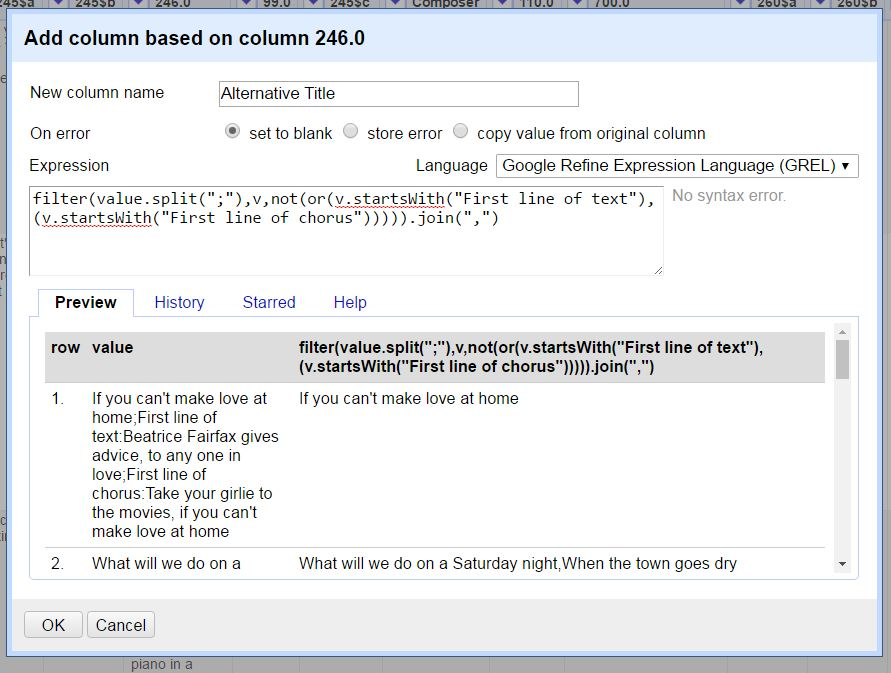 245$a 245$b 246.0 99.0 245$c Composer 110.0 700.0 260$a 260$b
Add column based on column 246.0
New column name Alternative Title
On error set to blank store error copy value from original column
Expression Language Google Refine Expression Language (GREL)
filter(value.split(";"),v,not(or(v.startsWith("First line of text"),
(v.startsWith("First line of chorus"))))).join(",")
No syntax error.
Preview History Starred Help
row value filter(value.split(";"),v,not(or(v.startsWith("First line of text"),
(v.startsWith("First line of chorus"))))).join(",")
1. If you can't make love at If you can't make love at home
home;First line of
text:Beatrice Fairfax gives
advice, to any one in
love;First line of
chorus:Take your girlie to
the movies, if you can't
make love at home
2. What will we do on a What will we do on a Saturday night,When the town goes dry
OK Cancel
piano in a